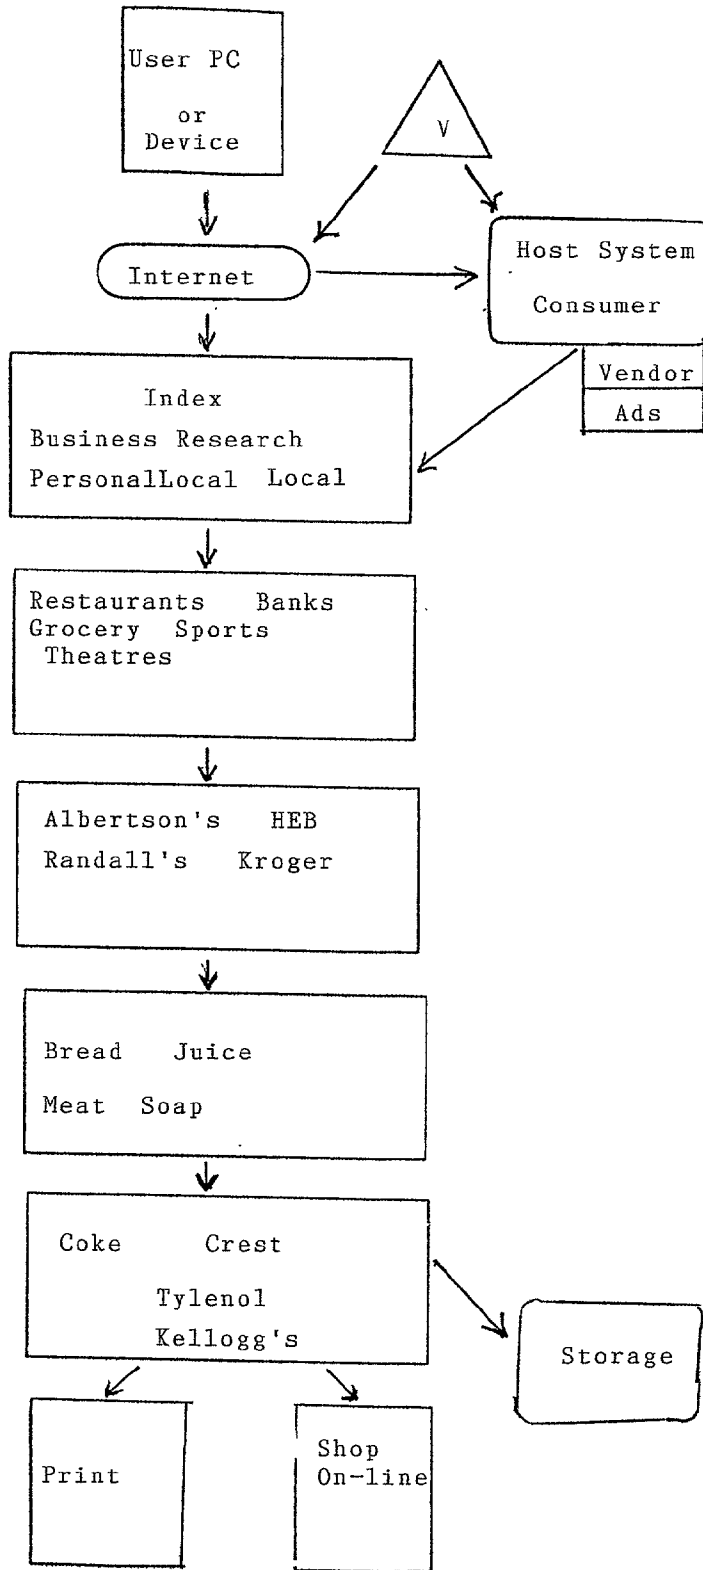 User PC
or
Device
V
Internet
Host System
Consumer
Vendor
Ads
Index
Business Research
PersonalLocal Local
Restaurants Banks
Grocery Sports
Theatres
Albertson's HEB
Randall's Kroger
Bread Juice
Meat Soap
Coke Crest
Tylenol
Kellogg's
Storage
Print
Shop
On-line